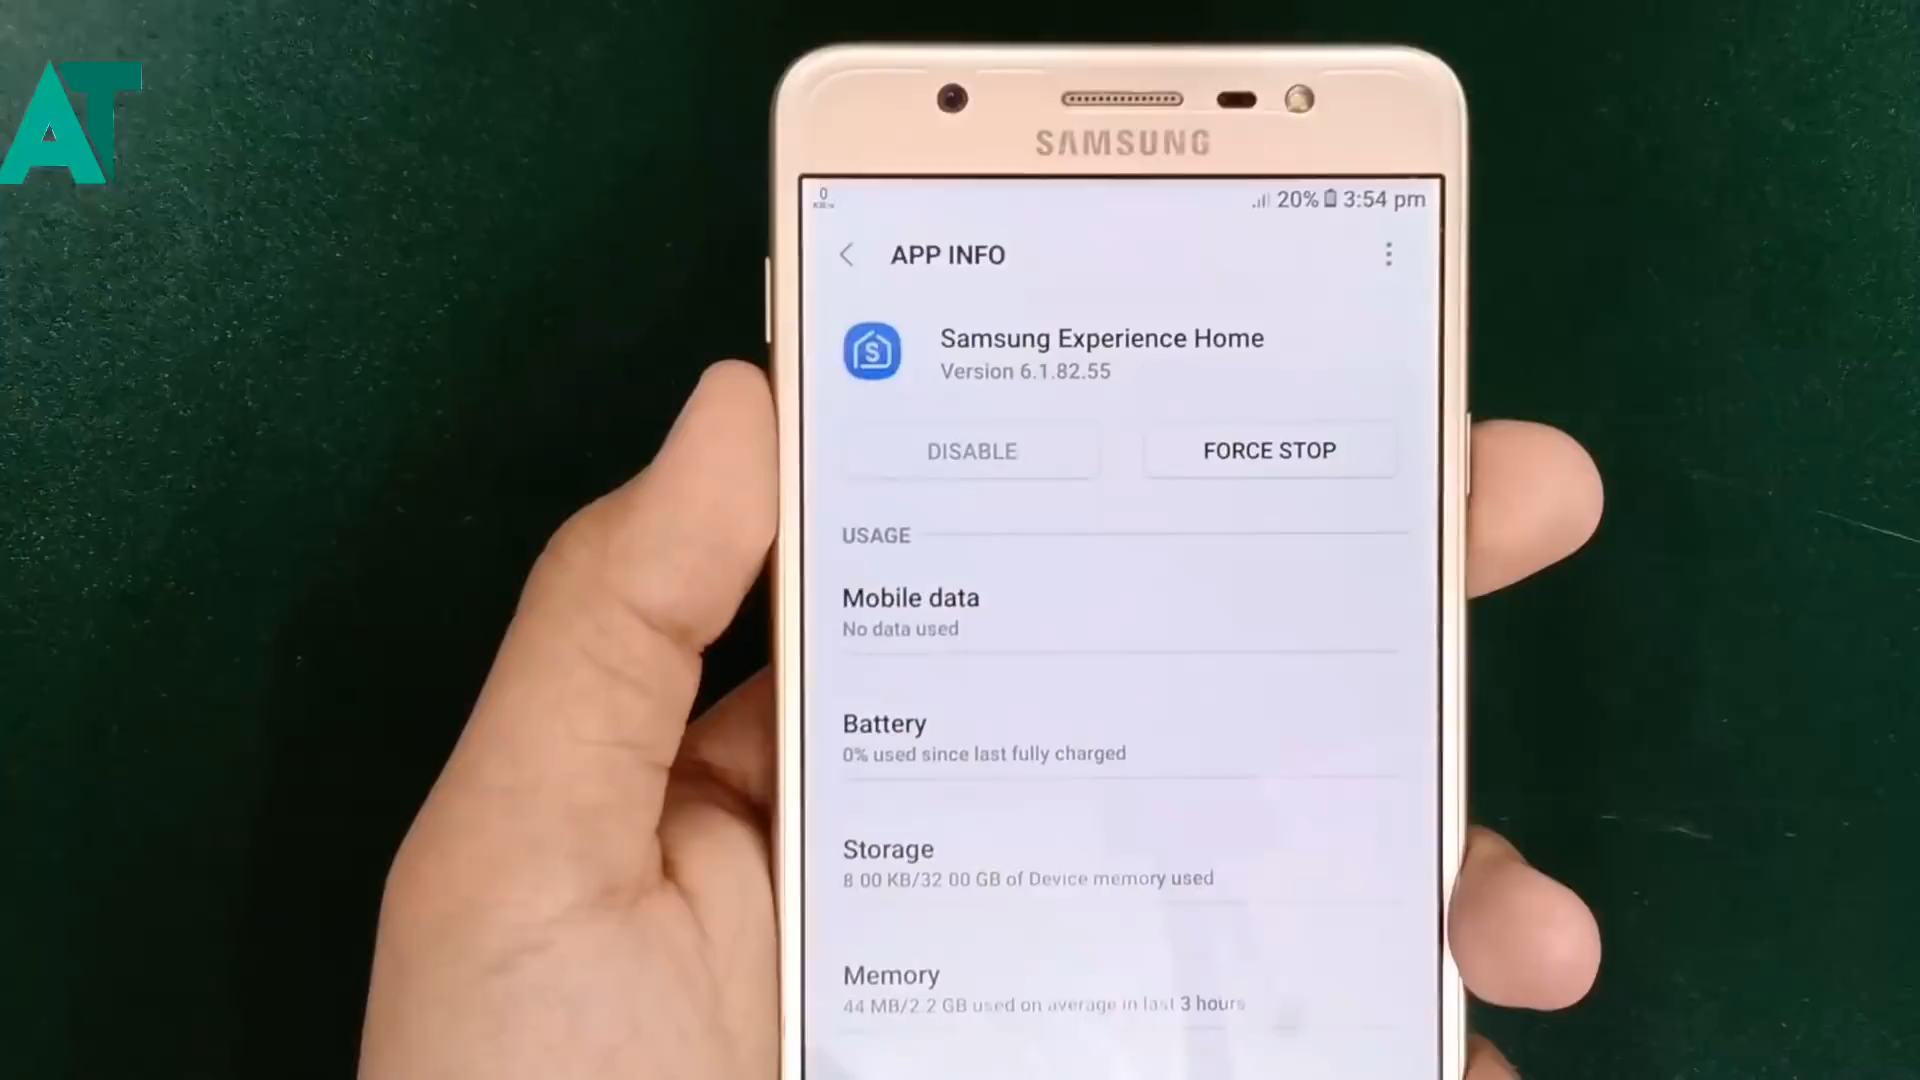 AT
SAMSUNG
0
20% 3:54 pm
APP INFO
S
Samsung Experience Home
Version 6.1.82.55
DISABLE
FORCE STOP
USAGE
Mobile data
No data used
Battery
0% used since last fully charged
Storage
8 00 KB/32 00 GB of Device memory used
Memory
44 MB/2.2 GB used on average in last 3 hours